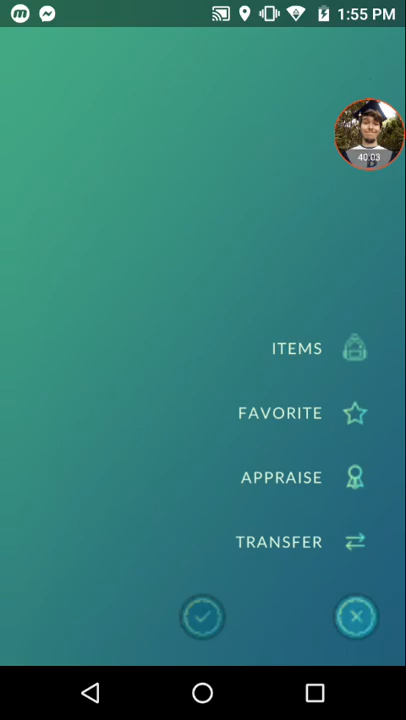 1:55 PM
40:03
ITEMS
FAVORITE
APPRAISE
TRANSFER